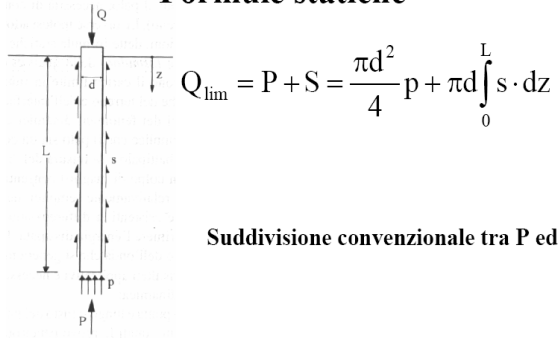 Formule statiche
Q
z
d
L
s
p
P
Q_lim = P + S = πd²/4 p + πd ∫₀ᴸ s · dz
Suddivisione convenzionale tra P ed